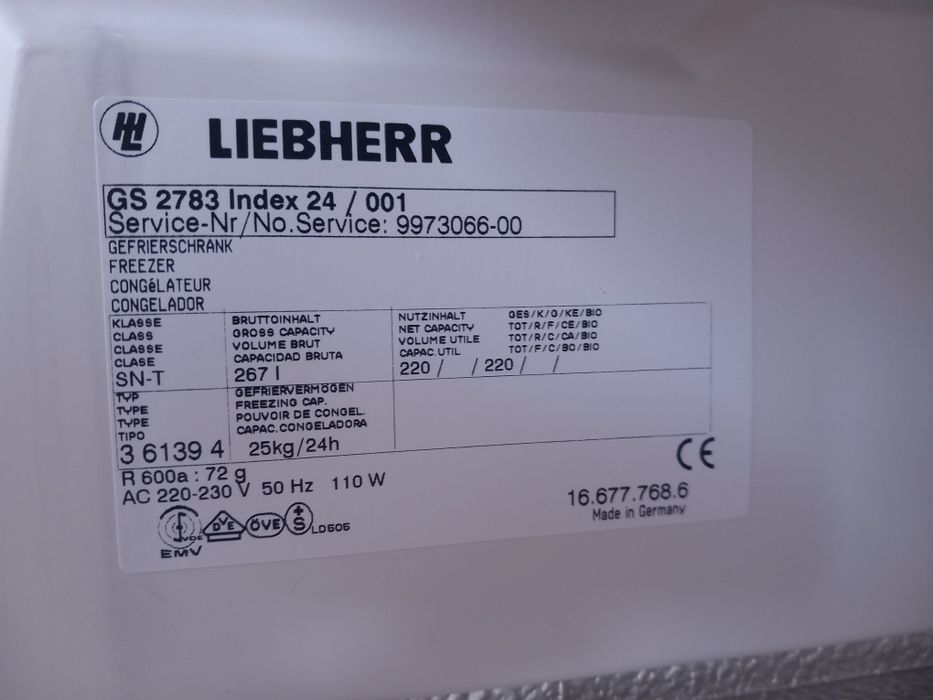 LIEBHERR
GS 2783 Index 24 / 001
Service-Nr/No.Service: 9973066-00
GEFRIERSCHRANK
FREEZER
CONGéLATEUR
CONGELADOR
KLASSE
CLASS
CLASSE
CLASE
SN-T
BRUTTOINHALT
GROSS CAPACITY
VOLUME BRUT
CAPACIDAD BRUTA
267 l
NUTZINHALT GES/K/G/KE/BIO
NET CAPACITY TOT/R/F/CE/BIO
VOLUME UTILE TOT/R/C/CA/BIO
CAPAC.UTIL TOT/F/C/BO/BIO
220 / / 220 / /
TYP
TYPE
TYPE
TIPO
3 6139 4
GEFRIERVERMÖGEN
FREEZING CAP.
POUVOIR DE CONGEL.
CAPAC.CONGELADORA
25kg/24h
R 600a : 72 g
AC 220-230 V 50 Hz 110 W
CE
16.677.768.6
Made in Germany
VDE
EMV
DVE
ÖVE
+S
LD505